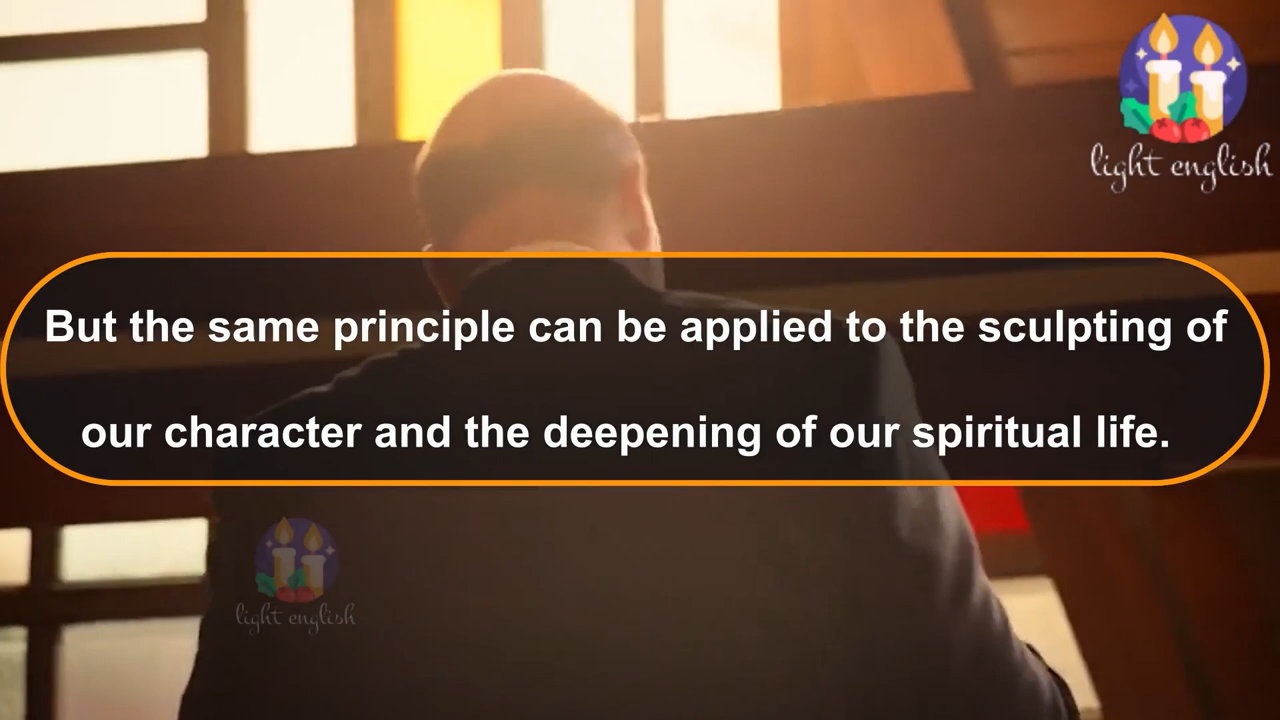 light english
But the same principle can be applied to the sculpting of
our character and the deepening of our spiritual life.
light english